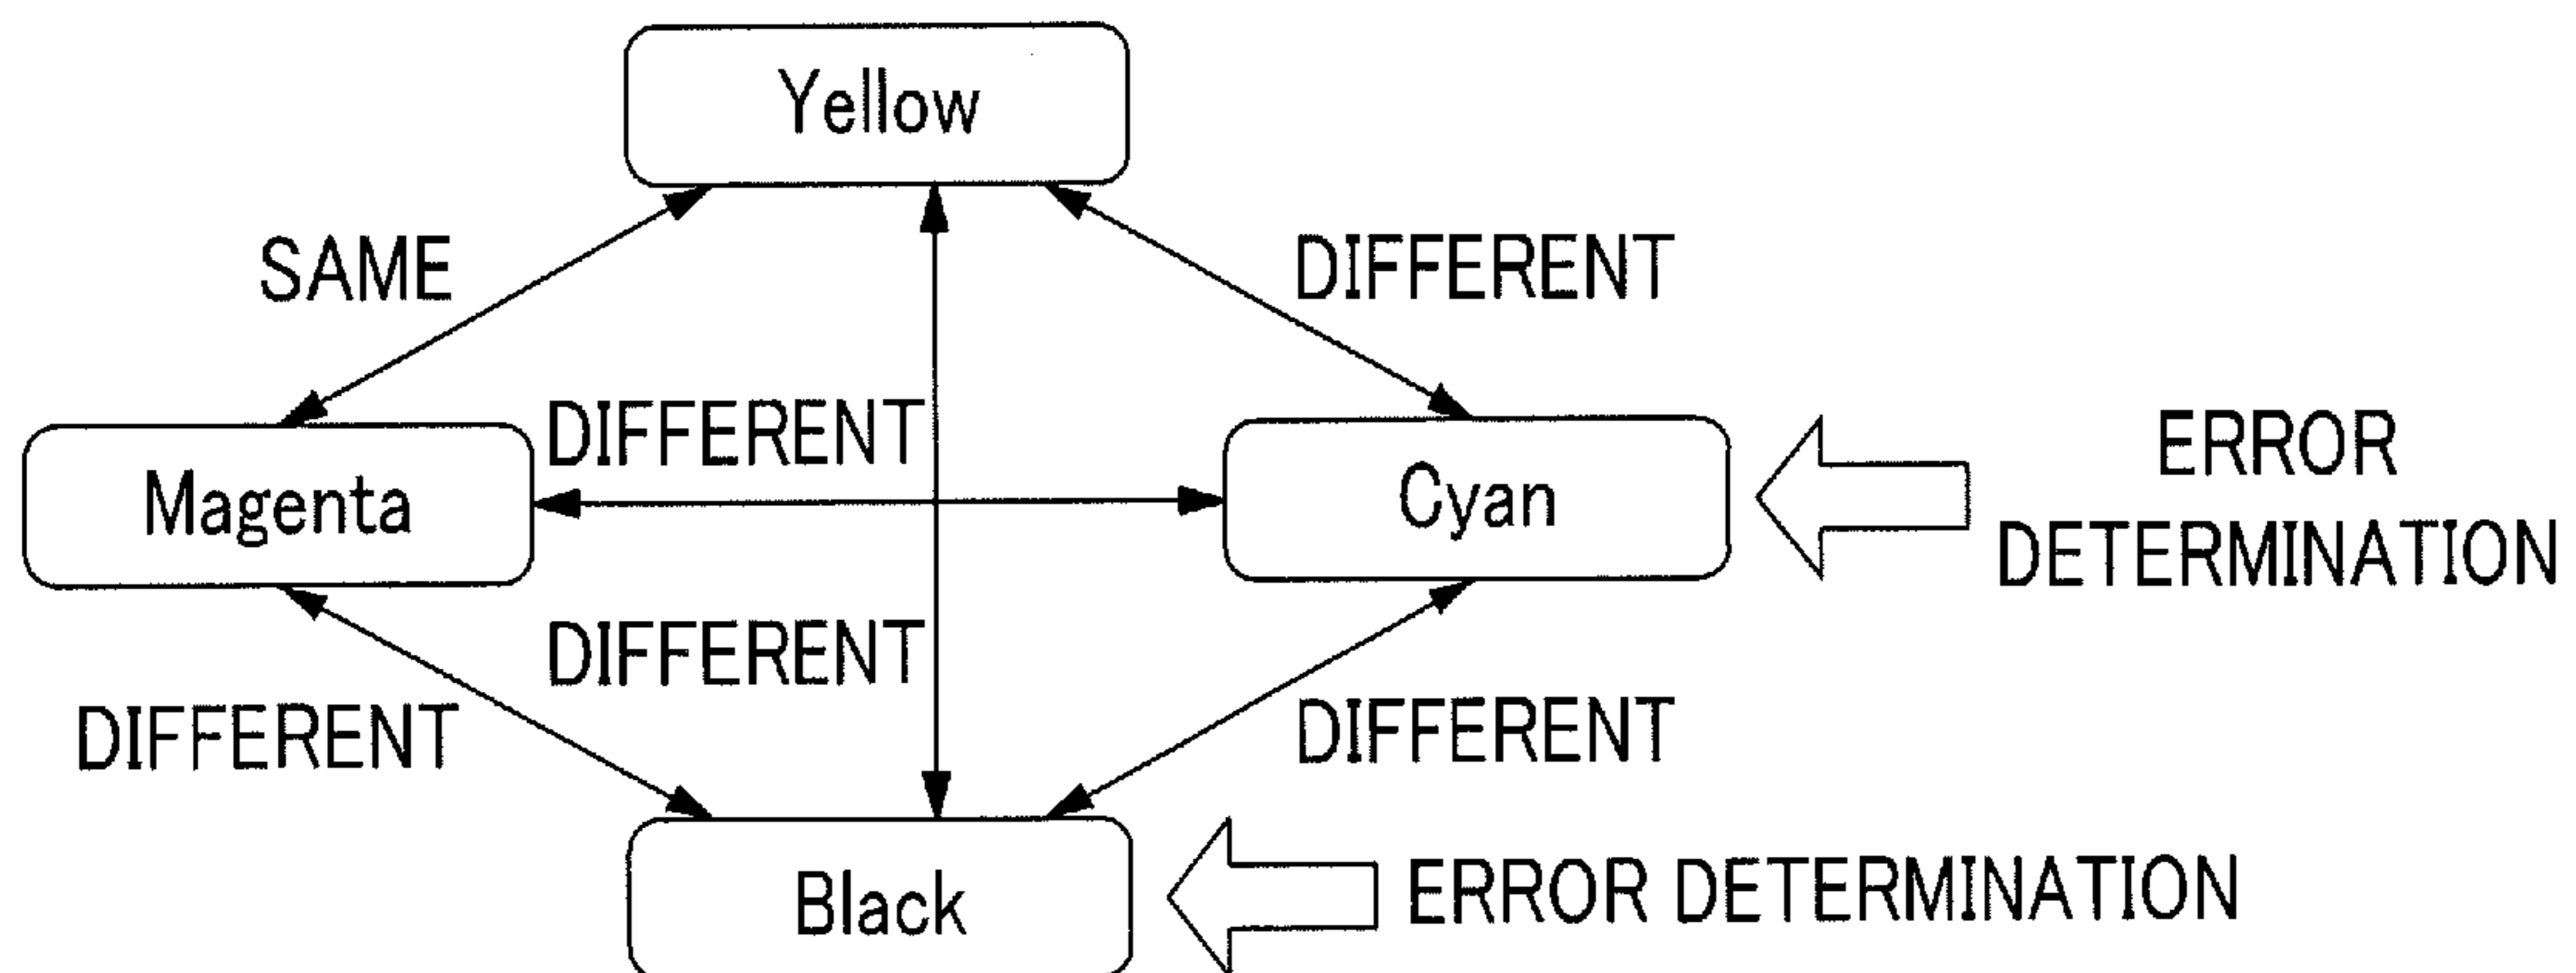 Yellow
SAME
DIFFERENT
DIFFERENT
Magenta
Cyan
ERROR
DETERMINATION
DIFFERENT
DIFFERENT
DIFFERENT
Black
ERROR DETERMINATION